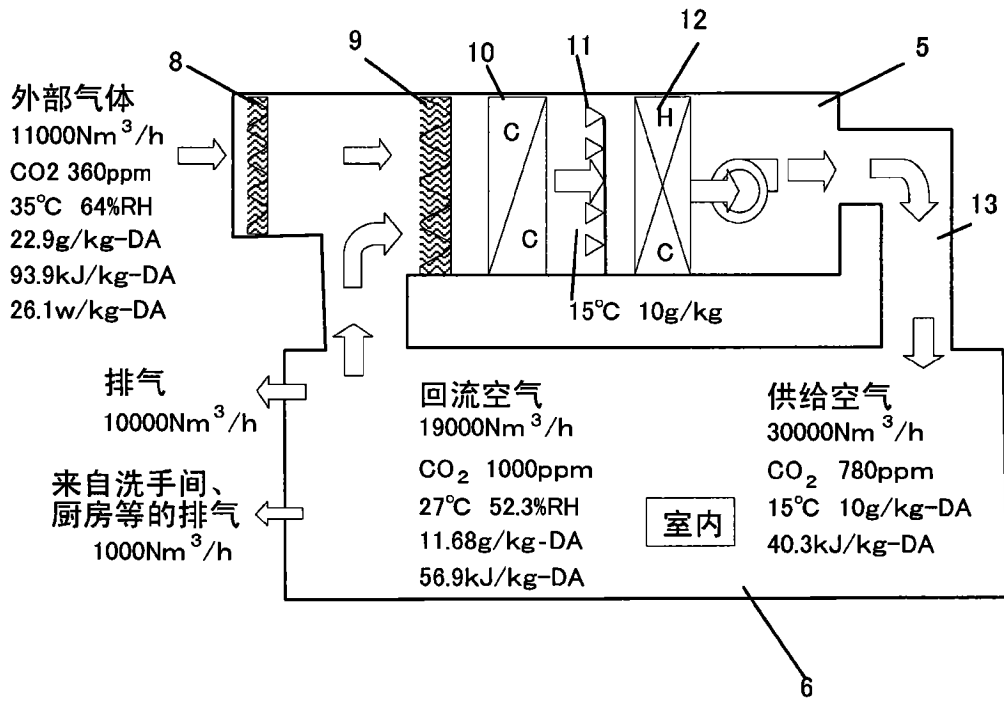 8
9
10
11
12
5
外部气体
11000Nm³/h
CO2 360ppm
35℃ 64%RH
22.9g/kg-DA
93.9kJ/kg-DA
26.1w/kg-DA
C
C
H
C
13
15℃ 10g/kg
排气
10000Nm³/h
来自洗手间、
厨房等的排气
1000Nm³/h
回流空气
19000Nm³/h
CO₂ 1000ppm
27℃ 52.3%RH
11.68g/kg-DA
56.9kJ/kg-DA
室内
供给空气
30000Nm³/h
CO₂ 780ppm
15℃ 10g/kg-DA
40.3kJ/kg-DA
6